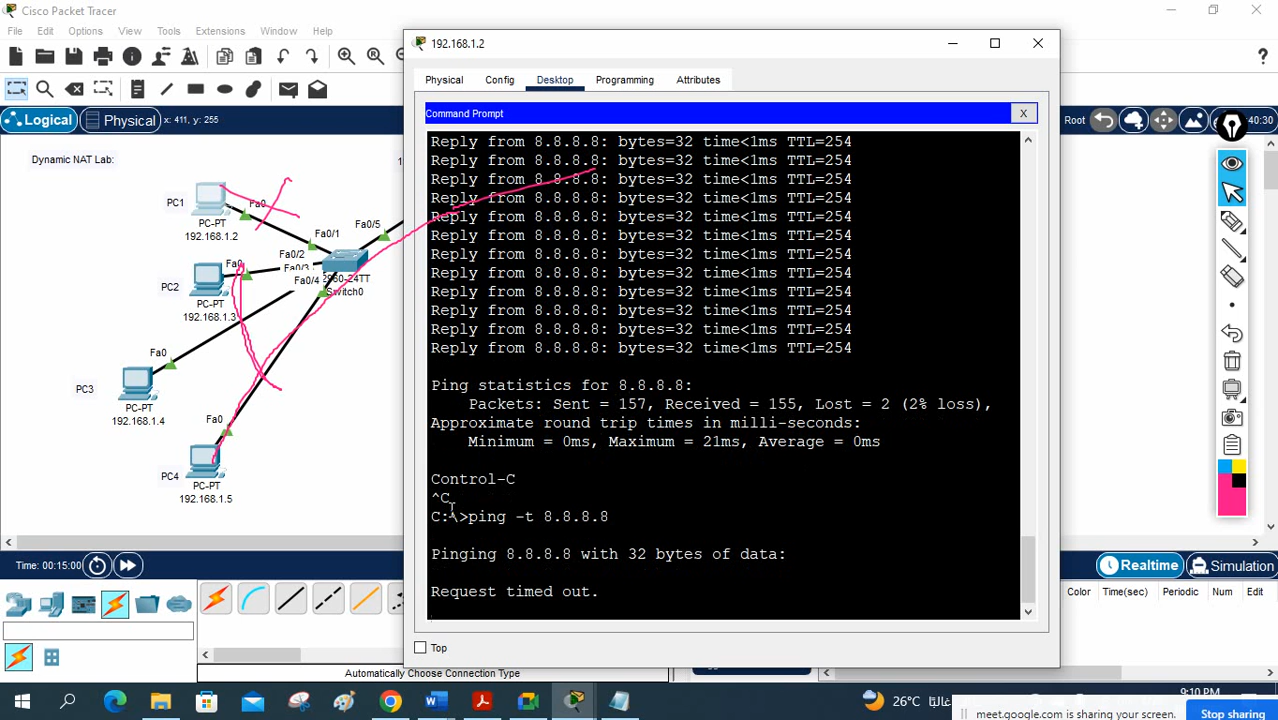 Cisco Packet Tracer
File Edit Options View Tools Extensions Window Help
Logical Physical x: 411, y: 255
Root
40:30
Dynamic NAT Lab:
1
PC1
Fa0
PC-PT
192.168.1.2
Fa0/1
Fa0/5
Fa0/2
PC2
Fa0
Fa0/3
Fa0/4
2960-24TT
Switch0
PC-PT
192.168.1.3
Fa0
PC3
PC-PT
192.168.1.4
Fa0
PC4
PC-PT
192.168.1.5
192.168.1.2
Physical Config Desktop Programming Attributes
Command Prompt X
Reply from 8.8.8.8: bytes=32 time<1ms TTL=254
Reply from 8.8.8.8: bytes=32 time<1ms TTL=254
Reply from 8.8.8.8: bytes=32 time<1ms TTL=254
Reply from 8.8.8.8: bytes=32 time<1ms TTL=254
Reply from 8.8.8.8: bytes=32 time<1ms TTL=254
Reply from 8.8.8.8: bytes=32 time<1ms TTL=254
Reply from 8.8.8.8: bytes=32 time<1ms TTL=254
Reply from 8.8.8.8: bytes=32 time<1ms TTL=254
Reply from 8.8.8.8: bytes=32 time<1ms TTL=254
Reply from 8.8.8.8: bytes=32 time<1ms TTL=254
Reply from 8.8.8.8: bytes=32 time<1ms TTL=254
Reply from 8.8.8.8: bytes=32 time<1ms TTL=254
Ping statistics for 8.8.8.8:
Packets: Sent = 157, Received = 155, Lost = 2 (2% loss),
Approximate round trip times in milli-seconds:
Minimum = 0ms, Maximum = 21ms, Average = 0ms
Control-C
^C
C:\>ping -t 8.8.8.8
Pinging 8.8.8.8 with 32 bytes of data:
Request timed out.
Top
Time: 00:15:00
Realtime Simulation
Color Time(sec) Periodic Num Edit
Automatically Choose Connection Type
26°C غالبا
9:10 PM
meet.google.com is sharing your screen. Stop sharing